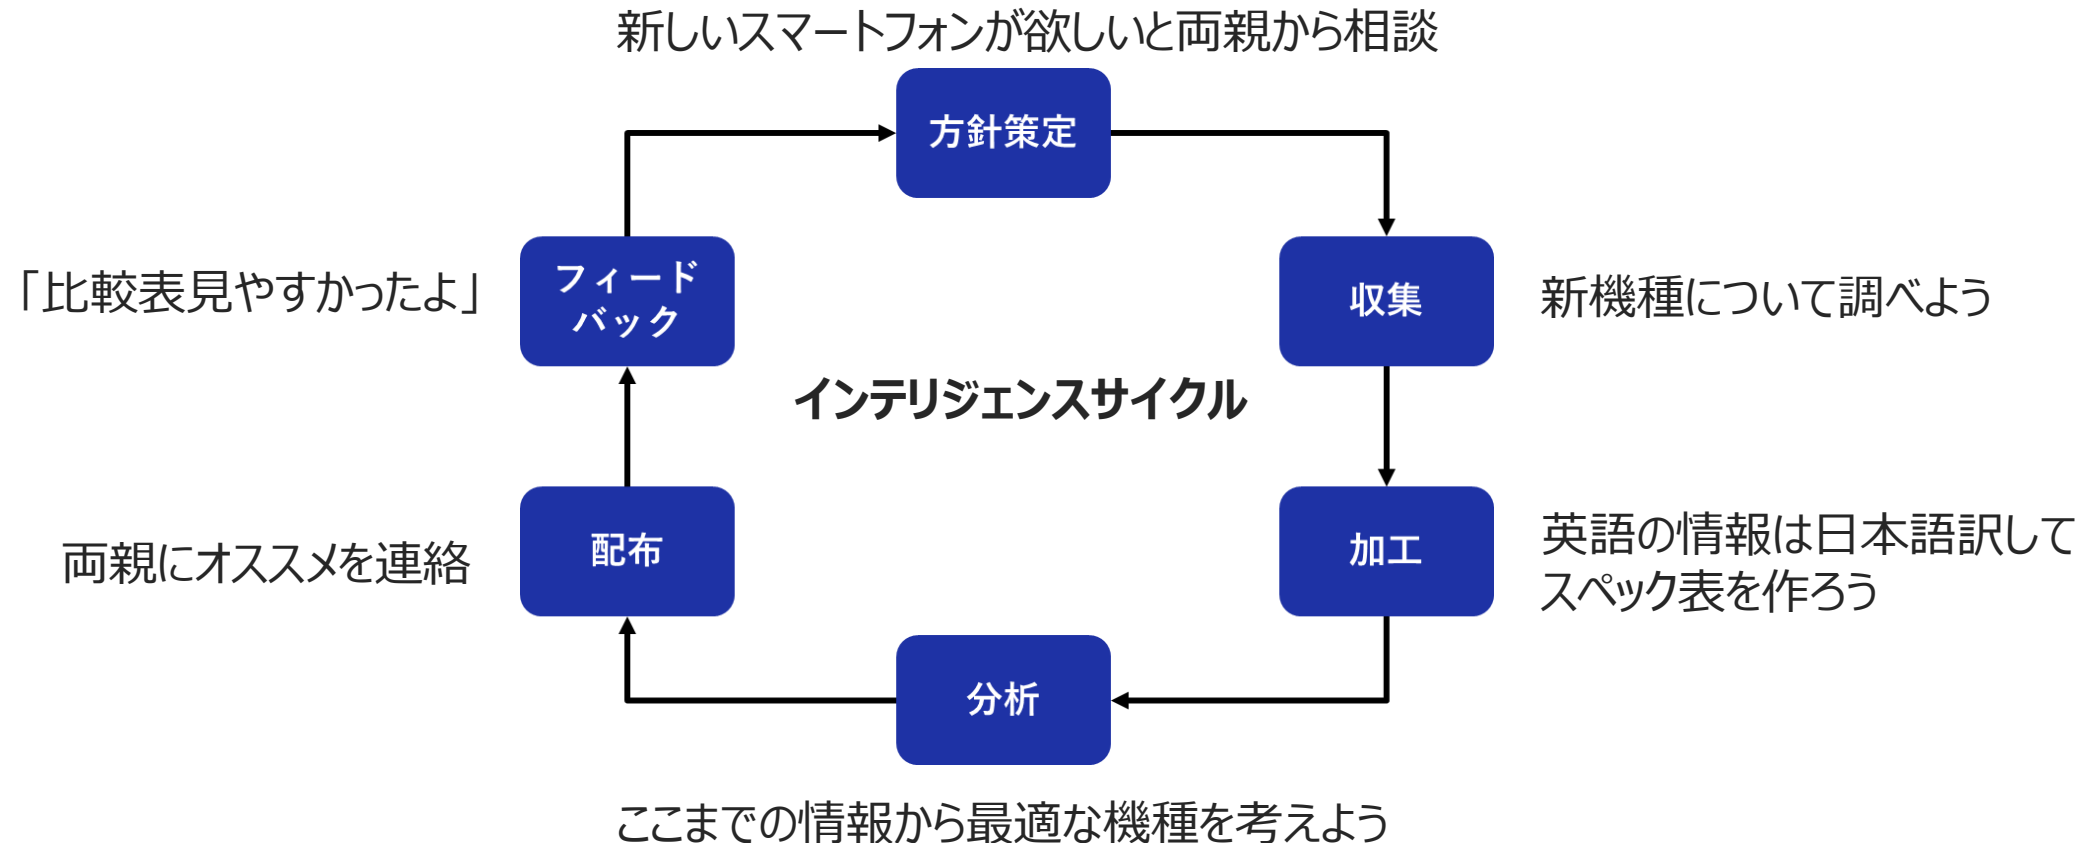 新しいスマートフォンが欲しいと両親から相談
方針策定
「比較表見やすかったよ」
フィード
バック
収集
新機種について調べよう
インテリジェンスサイクル
両親にオススメを連絡
配布
加工
英語の情報は日本語訳して
スペック表を作ろう
分析
ここまでの情報から最適な機種を考えよう